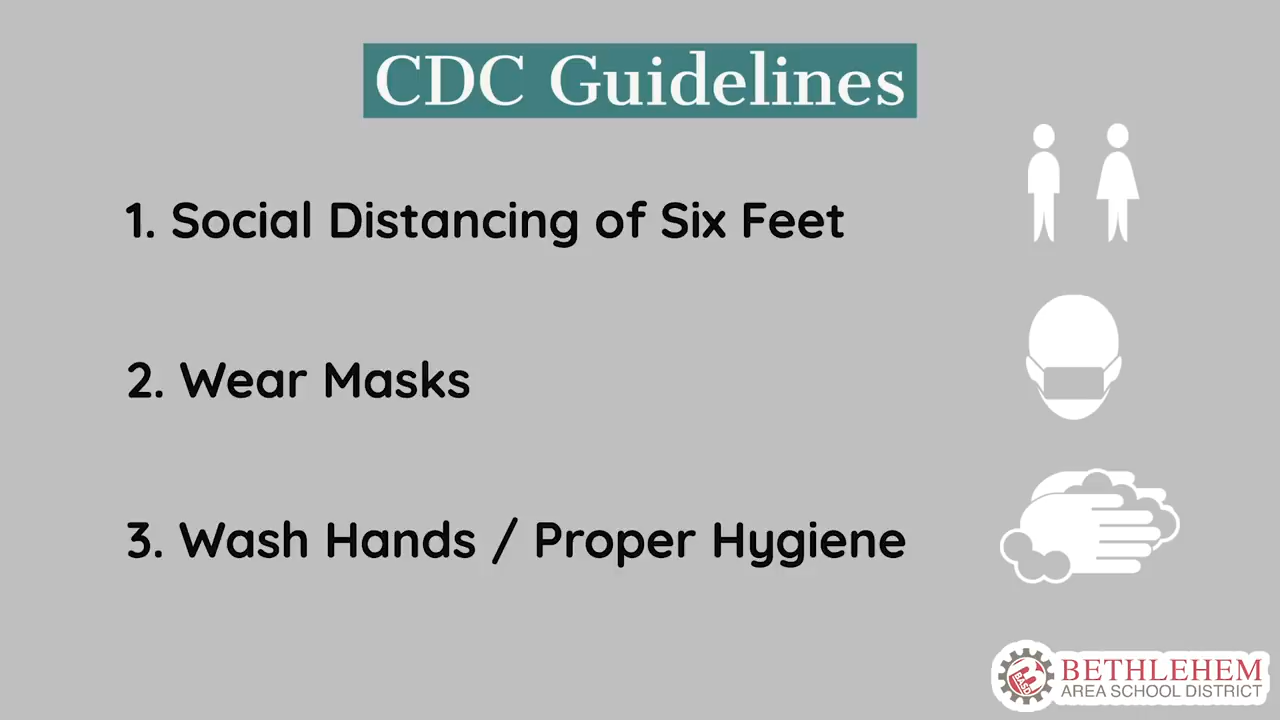 CDC Guidelines
1. Social Distancing of Six Feet
2. Wear Masks
3. Wash Hands / Proper Hygiene
BASD
BETHLEHEM
AREA SCHOOL DISTRICT